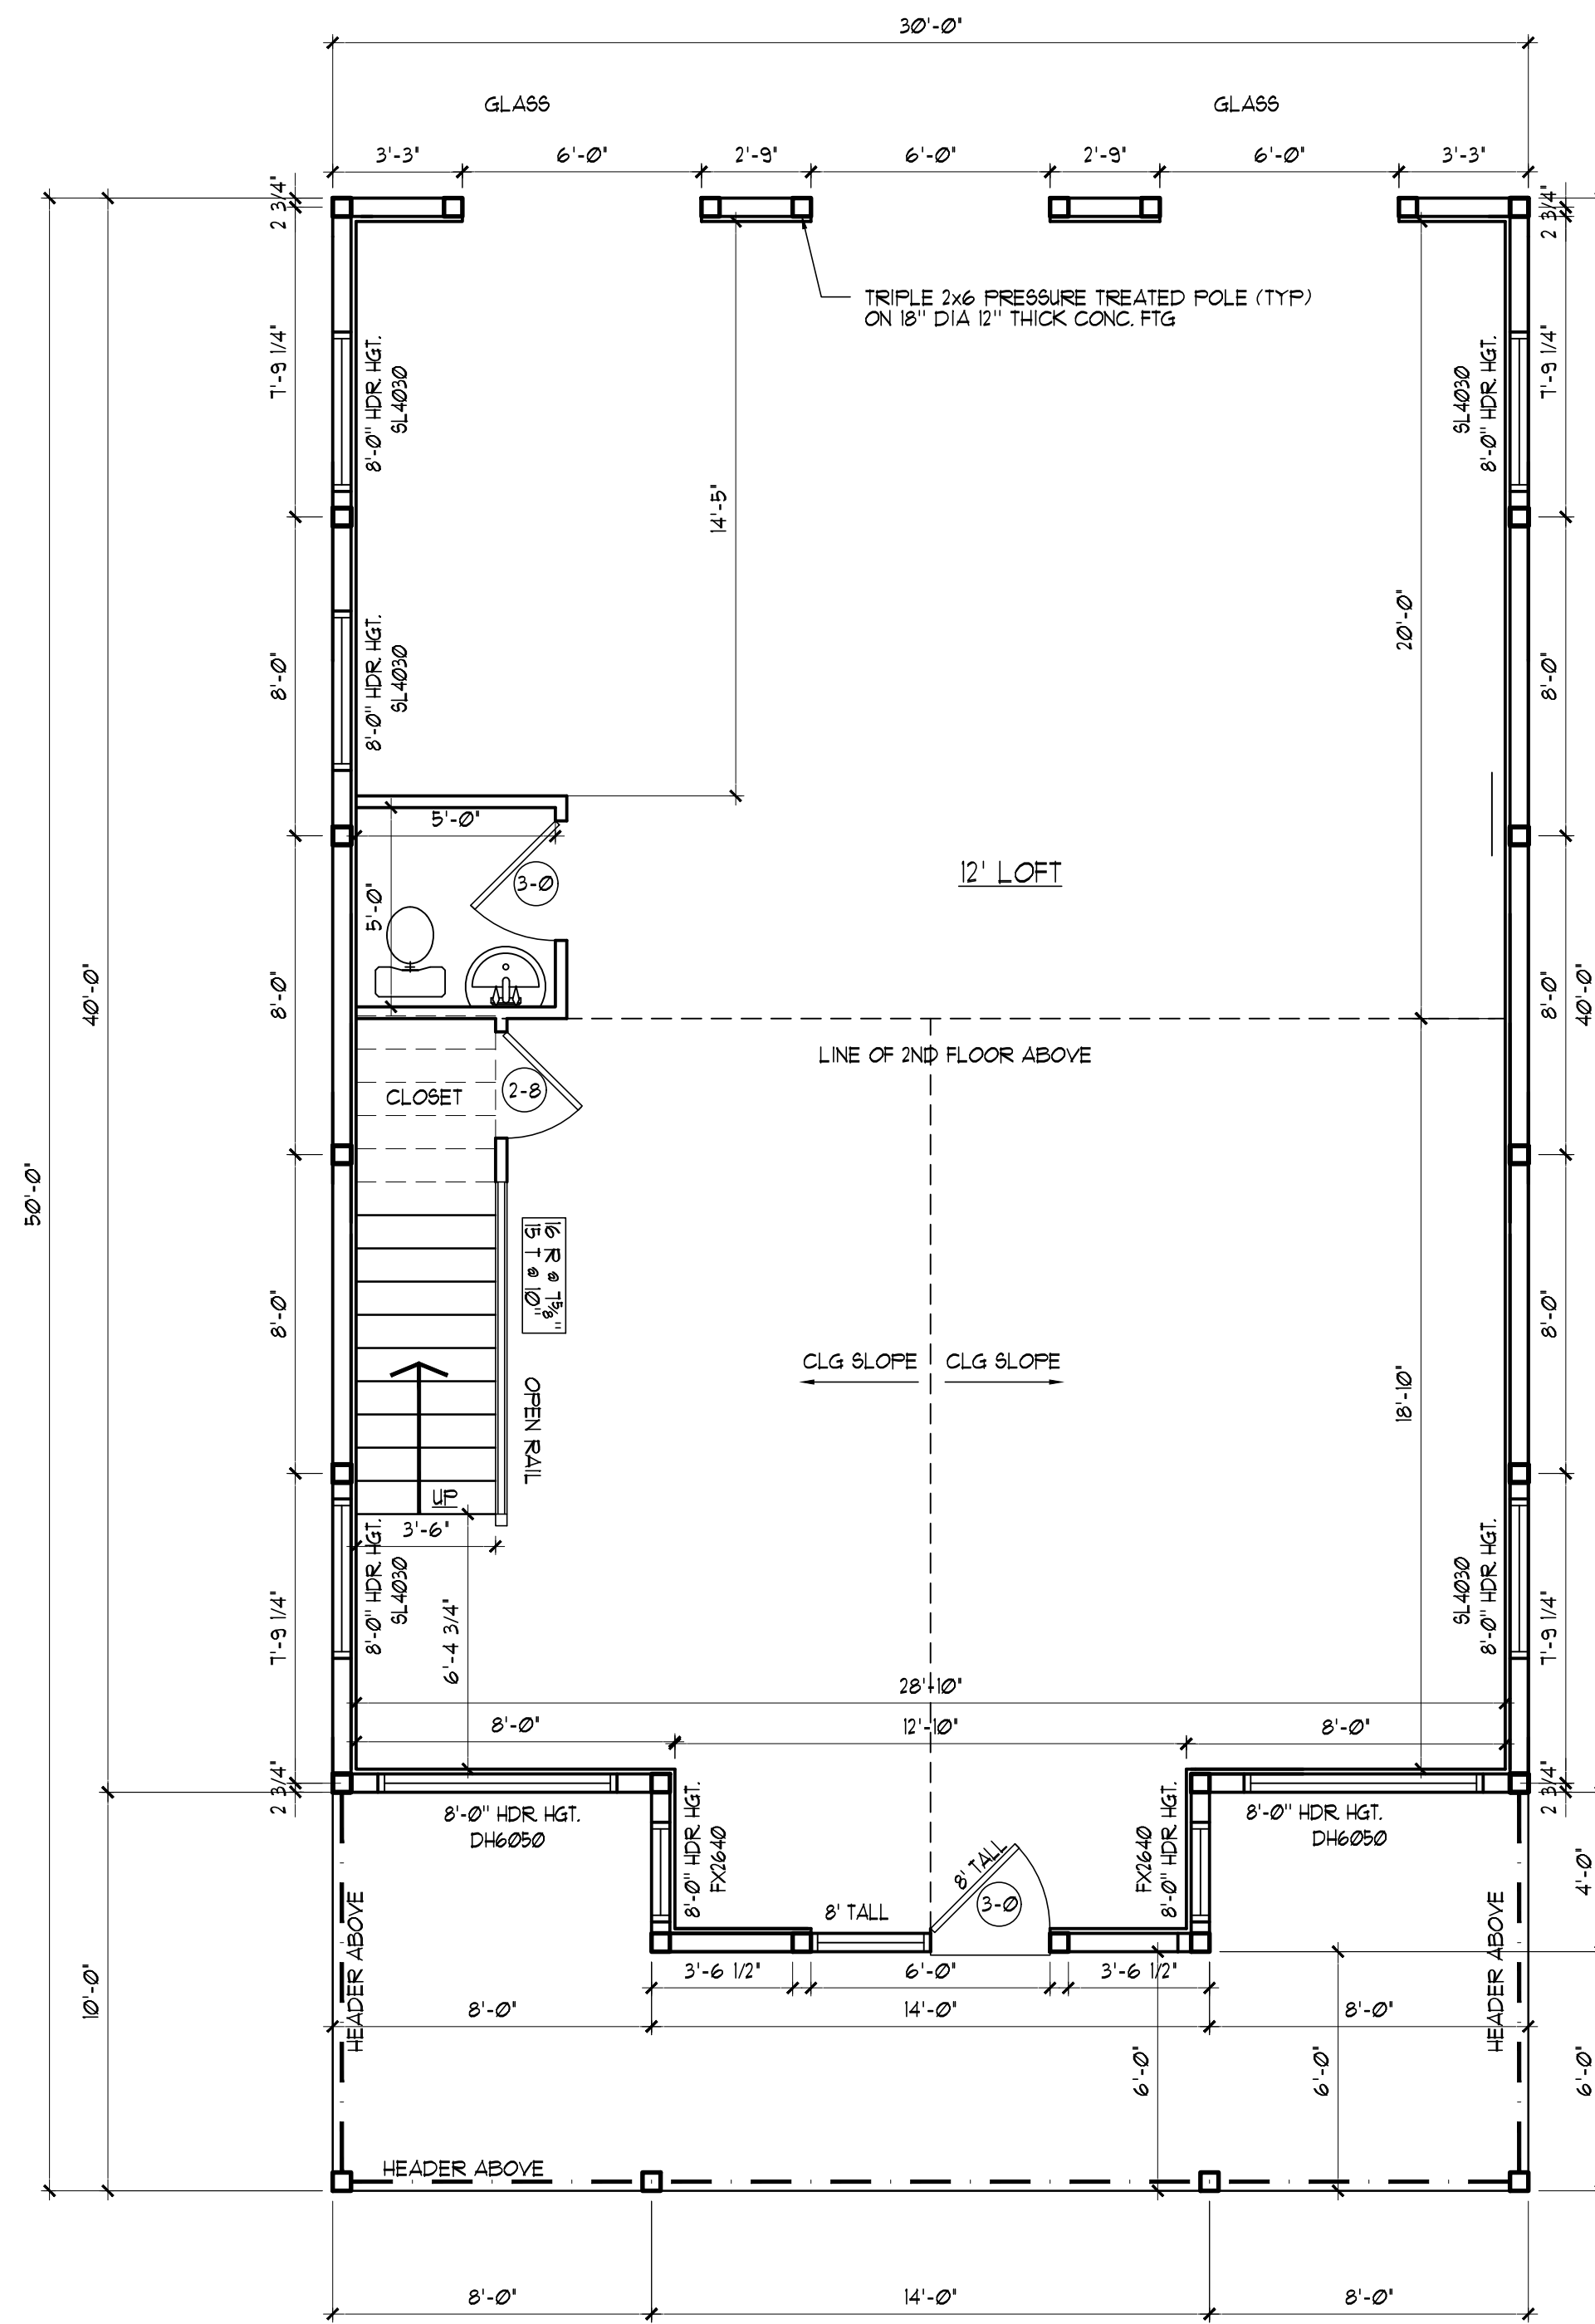 30'-0"
GLASS
GLASS
3'-3"
6'-0"
2'-9"
6'-0"
2'-9"
6'-0"
3'-3"
2 3/4"
2 3/4"
TRIPLE 2x6 PRESSURE TREATED POLE (TYP)
ON 18" DIA 12" THICK CONC. FTG
7'-9 1/4"
8'-0" HDR. HGT.
SL4030
SL4030
8'-0" HDR. HGT.
7'-9 1/4"
14'-5"
20'-0"
8'-0"
8'-0" HDR. HGT.
SL4030
8'-0"
5'-0"
3-0
5'-0"
12' LOFT
40'-0"
8'-0"
8'-0"
40'-0"
LINE OF 2ND FLOOR ABOVE
CLOSET
2-8
50'-0"
16 R @ 7 5/8"
15 T @ 10"
8'-0"
8'-0"
CLG SLOPE
CLG SLOPE
OPEN RAIL
18'-10"
UP
3'-6"
8'-0" HDR. HGT.
SL4030
SL4030
8'-0" HDR. HGT.
7'-9 1/4"
6'-4 3/4"
7'-9 1/4"
28'-10"
8'-0"
12'-10"
8'-0"
2 3/4"
2 3/4"
8'-0" HDR. HGT.
DH6050
8'-0" HDR. HGT.
FX2640
8' TALL
8' TALL
3-0
FX2640
8'-0" HDR. HGT.
8'-0" HDR. HGT.
DH6050
4'-0"
HEADER ABOVE
HEADER ABOVE
3'-6 1/2"
6'-0"
3'-6 1/2"
10'-0"
8'-0"
14'-0"
8'-0"
6'-0"
6'-0"
6'-0"
HEADER ABOVE
8'-0"
14'-0"
8'-0"